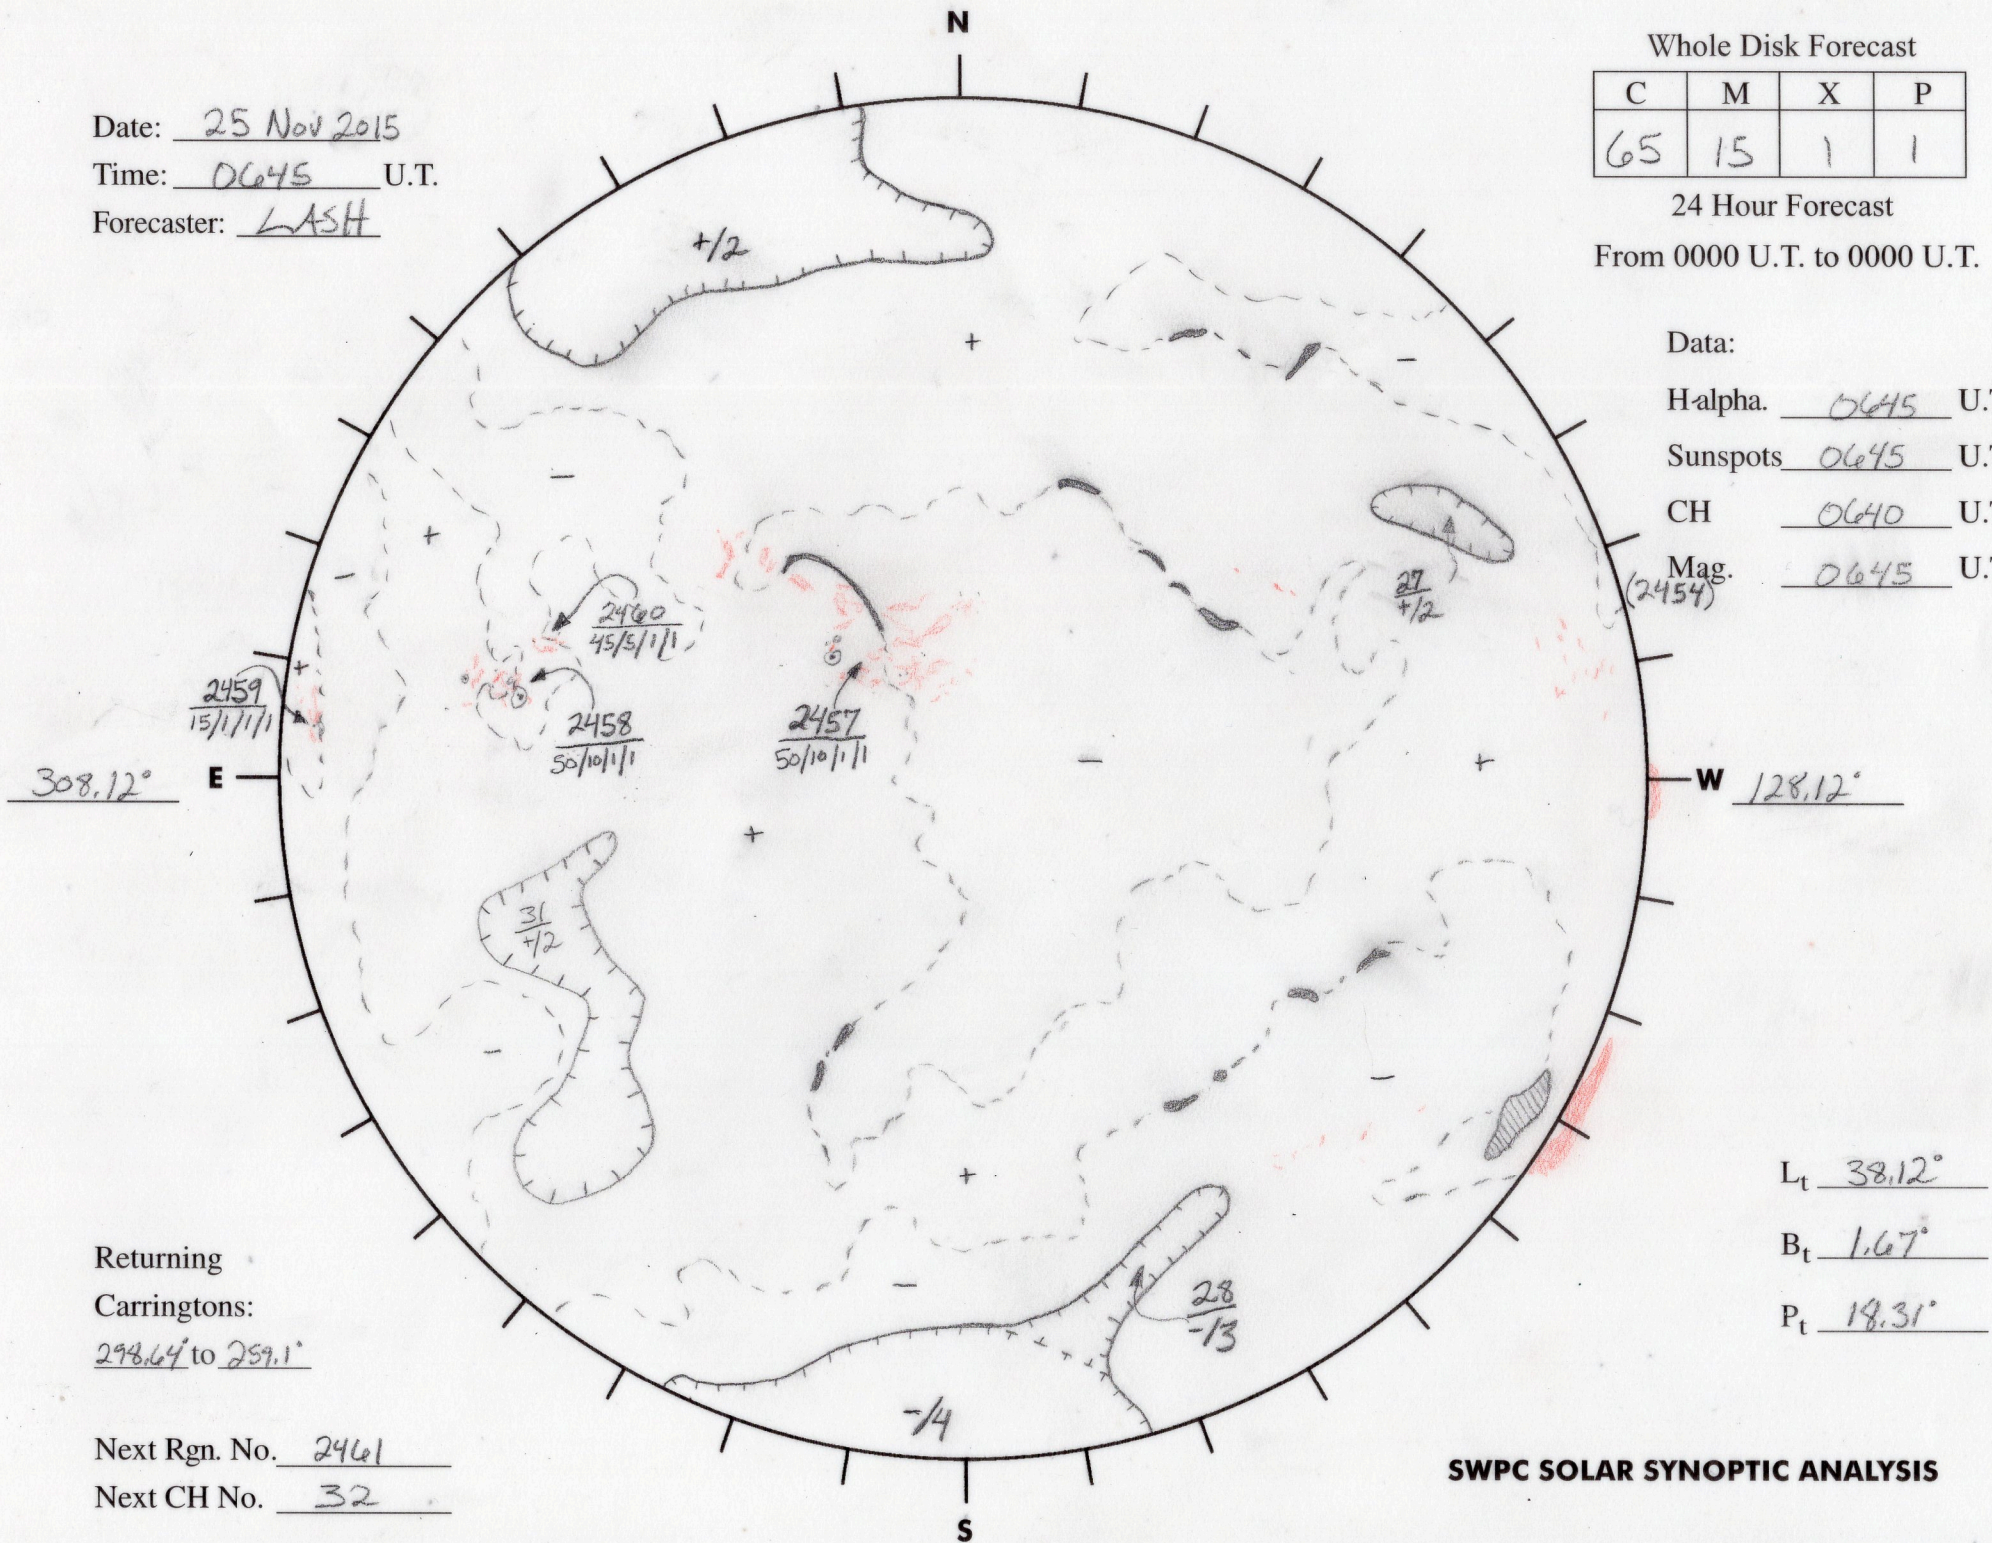 N
Whole Disk Forecast
C M X P
65 15 1 1
24 Hour Forecast
From 0000 U.T. to 0000 U.T.
Date: 25 Nov 2015
Time: 0645 U.T.
Forecaster: LASH
+/2
+
-
Data:
H-alpha. 0645 U.T
Sunspots 0645 U.T
CH 0640 U.T
Mag. 0645 U.T
(2454)
-
+
-
27
+/2
2460
45/5/1/1
+
2459
15/1/1/1
2458
50/10/1/1
2457
50/10/1/1
308.12° E
-
+
W 128.12°
+
31
+/2
-
-
+
Lt 38.12°
Bt 1.67°
Pt 18.31°
-
28
-/3
-/4
Returning
Carringtons:
298.64° to 259.1°
Next Rgn. No. 2461
Next CH No. 32
SWPC SOLAR SYNOPTIC ANALYSIS
S